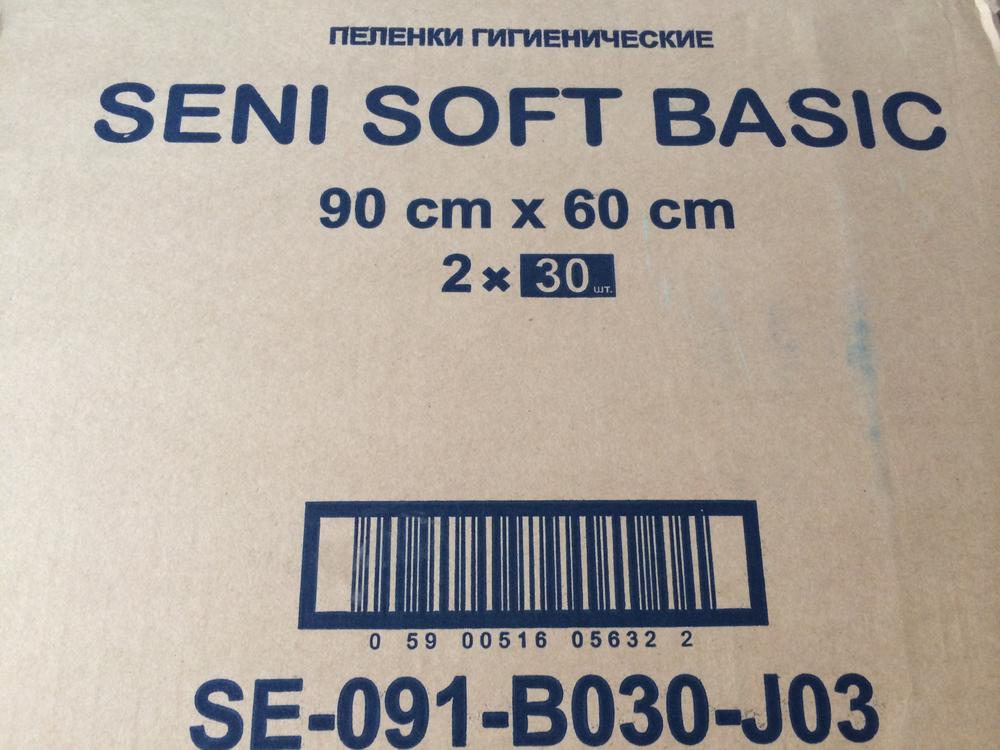 ПЕЛЕНКИ ГИГИЕНИЧЕСКИЕ
SENI SOFT BASIC
90 cm x 60 cm
2 × 30 шт.
0 59 00516 05632 2
SE-091-B030-J03